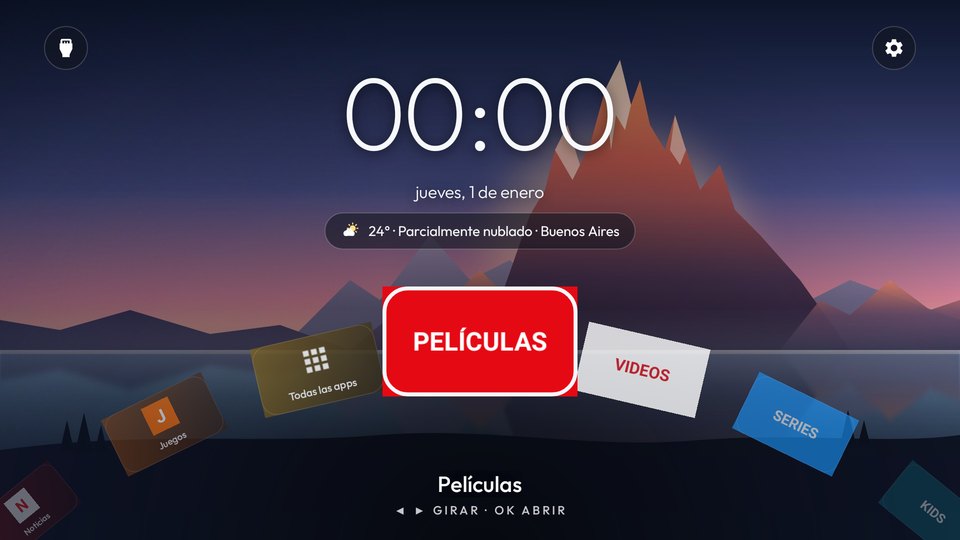 00:00
jueves, 1 de enero
24° · Parcialmente nublado · Buenos Aires
PELÍCULAS
VIDEOS
Todas las apps
J
Juegos
SERIES
N
Noticias
KIDS
Películas
◄ ► GIRAR · OK ABRIR